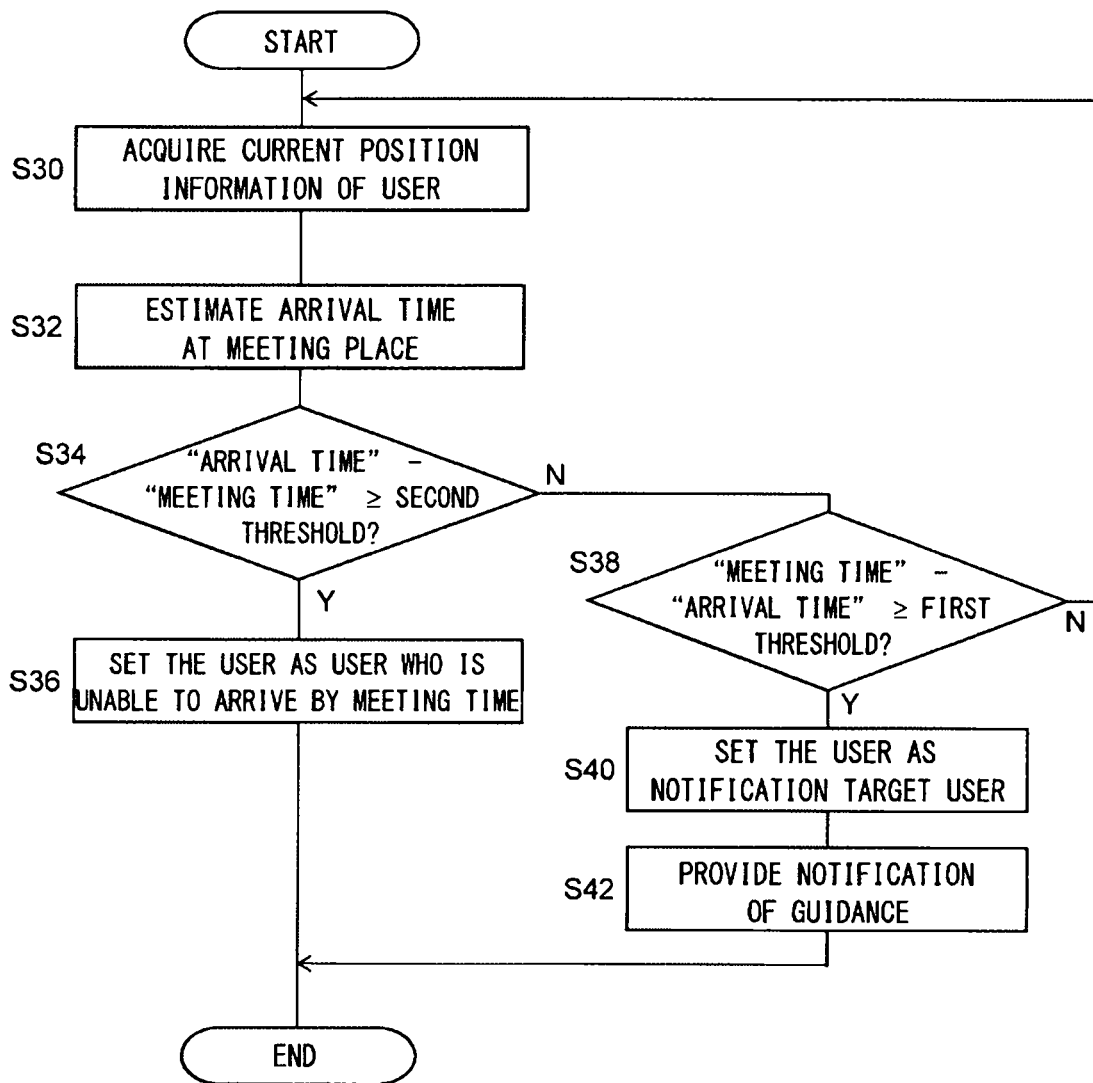 START
S30
ACQUIRE CURRENT POSITION
INFORMATION OF USER
S32
ESTIMATE ARRIVAL TIME
AT MEETING PLACE
S34
“ARRIVAL TIME” –
“MEETING TIME” ≥ SECOND
THRESHOLD?
N
Y
S36
SET THE USER AS USER WHO IS
UNABLE TO ARRIVE BY MEETING TIME
S38
“MEETING TIME” –
“ARRIVAL TIME” ≥ FIRST
THRESHOLD?
N
Y
S40
SET THE USER AS
NOTIFICATION TARGET USER
S42
PROVIDE NOTIFICATION
OF GUIDANCE
END